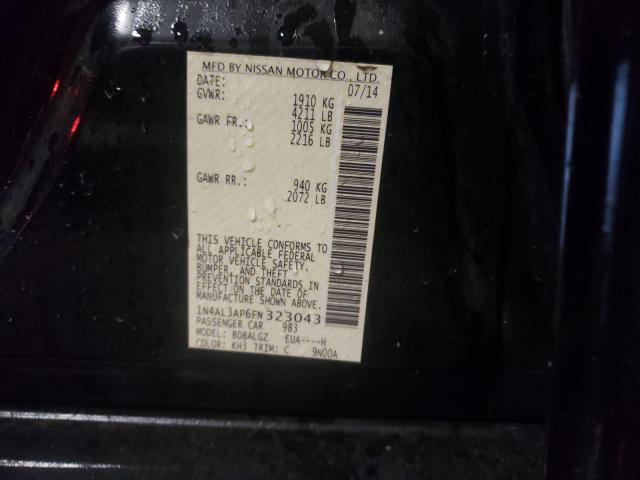 MFD BY NISSAN MOTOR CO., LTD.
DATE: 07/14
GVWR: 1910 KG
4211 LB
GAWR FR.: 1005 KG
2216 LB
GAWR RR.: 940 KG
2072 LB
THIS VEHICLE CONFORMS TO
ALL APPLICABLE FEDERAL
MOTOR VEHICLE SAFETY,
BUMPER, AND THEFT
PREVENTION STANDARDS IN
EFFECT ON THE DATE OF
MANUFACTURE SHOWN ABOVE.
1N4AL3AP6FN323043
PASSENGER CAR 983
MODEL: BDBALGZ EUA----H
COLOR: KH3 TRIM: C 9N00A